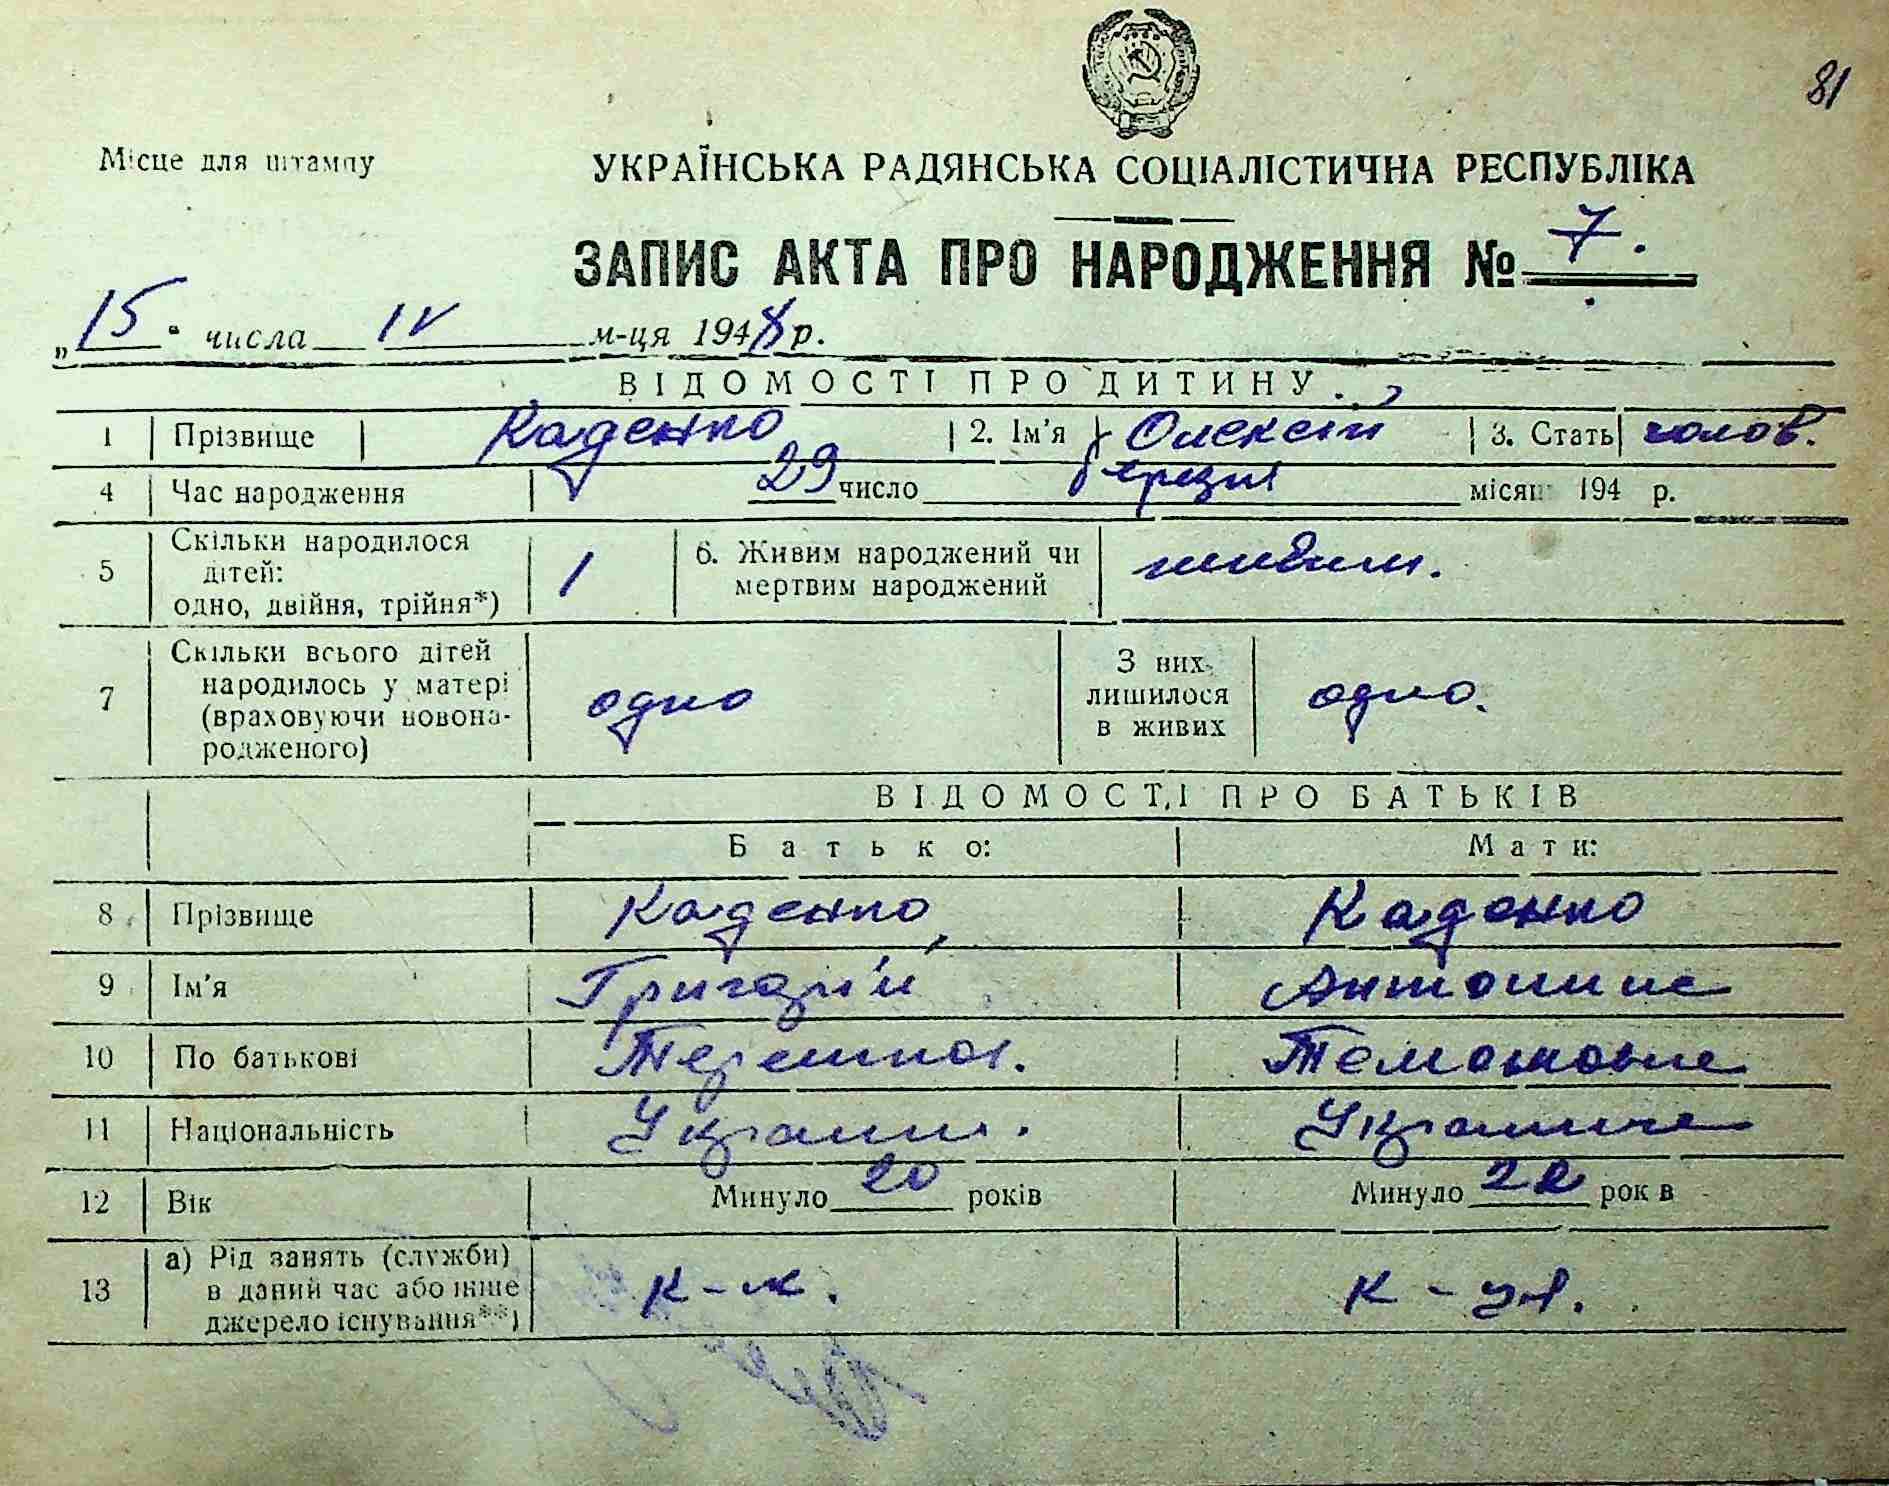 81
Місце для штампу
УКРАЇНСЬКА РАДЯНСЬКА СОЦІАЛІСТИЧНА РЕСПУБЛІКА
ЗАПИС АКТА ПРО НАРОДЖЕННЯ № 7.
„15" числа IV м-ця 1948 р.
ВІДОМОСТІ ПРО ДИТИНУ
1 Прізвище Каденко 2. Ім'я Олексій 3. Стать чолов.
4 Час народження 29 число березня місяц 194 р.
5 Скільки народилося дітей: одно, двійня, трійня*) 1 6. Живим народжений чи мертвим народжений живим.
7 Скільки всього дітей народилось у матері (враховуючи новонародженого) одно З них лишилося в живих одно.
ВІДОМОСТІ ПРО БАТЬКІВ
Батько: Мати:
8 Прізвище Каденко Каденко
9 Ім'я Григорій Антонина
10 По батькові
11 Національність Украин. Украинка
12 Вік Минуло 20 років Минуло 22 рок в
13 а) Рід занять (служби) в даний час або інше джерело існування**) к-к.